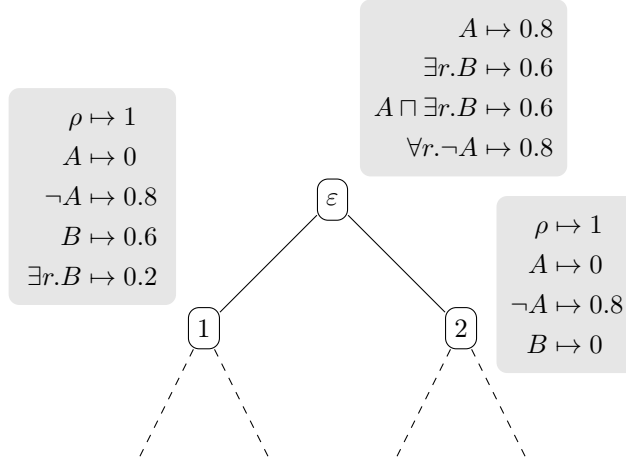 A ↦ 0.8
∃r.B ↦ 0.6
A ⊓ ∃r.B ↦ 0.6
∀r.¬A ↦ 0.8
ρ ↦ 1
A ↦ 0
¬A ↦ 0.8
B ↦ 0.6
∃r.B ↦ 0.2
ε
ρ ↦ 1
A ↦ 0
¬A ↦ 0.8
B ↦ 0
1
2